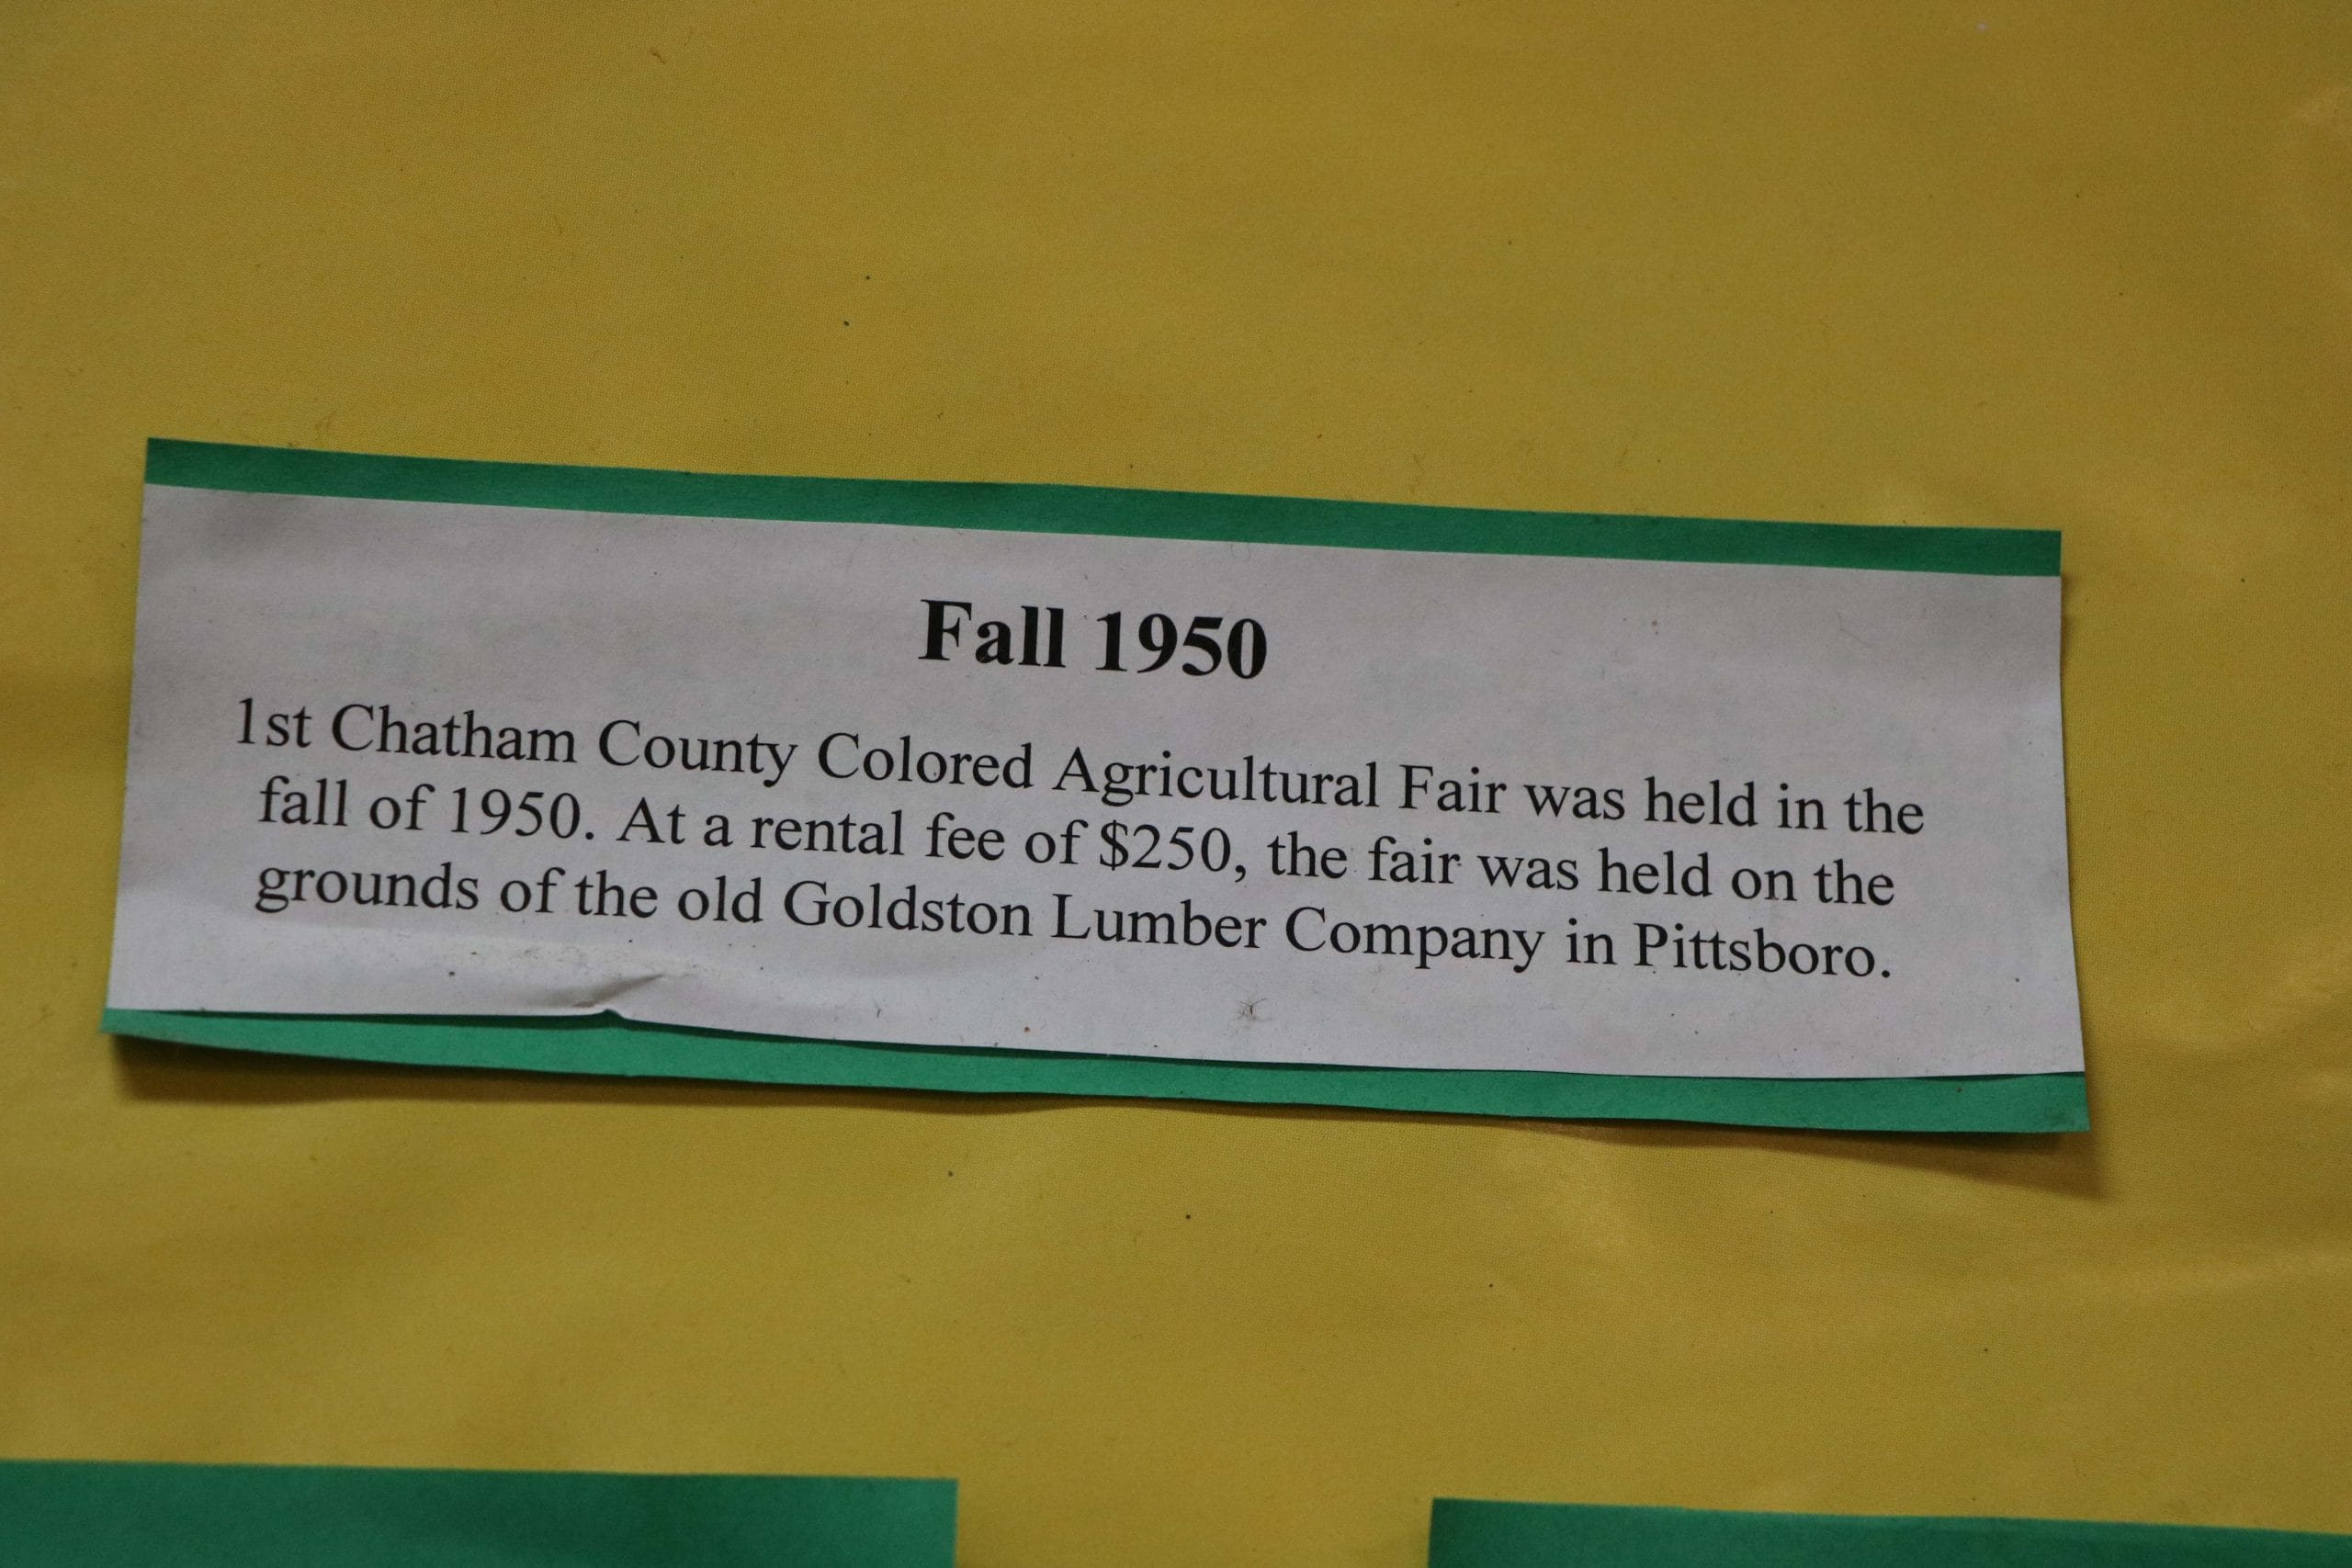 Fall 1950
1st Chatham County Colored Agricultural Fair was held in the
fall of 1950. At a rental fee of $250, the fair was held on the
grounds of the old Goldston Lumber Company in Pittsboro.